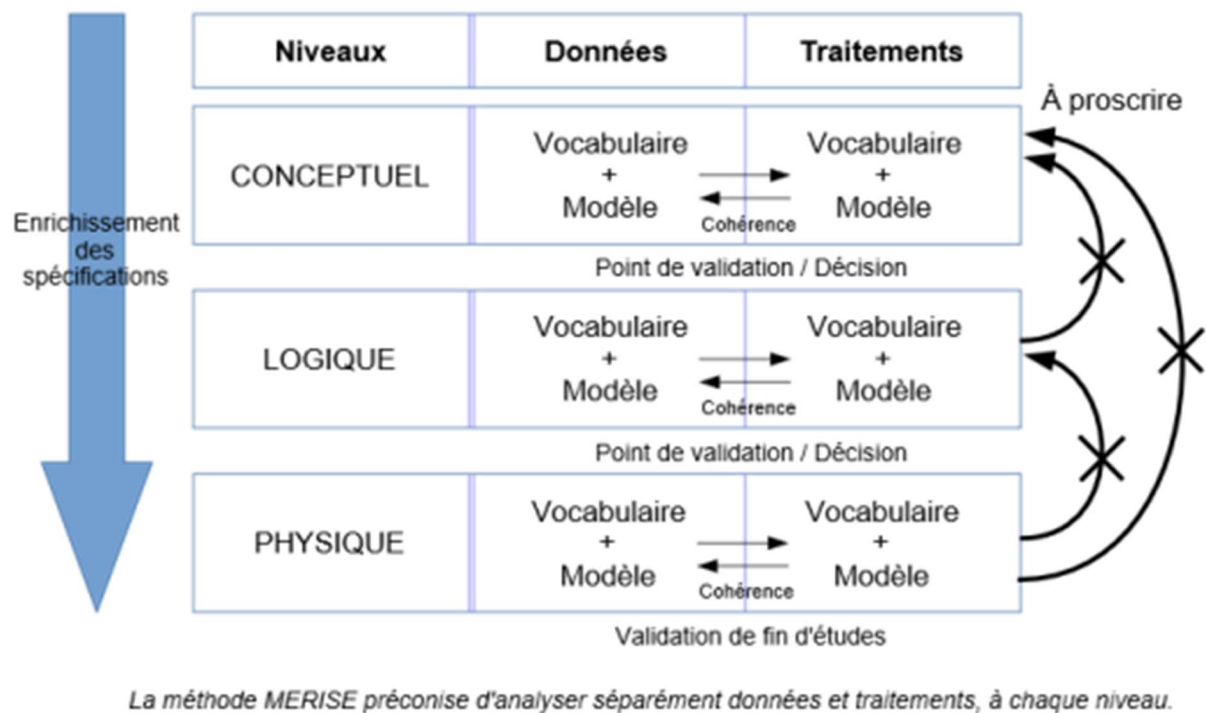 Niveaux Données Traitements
À proscrire
Enrichissement
des
spécifications
CONCEPTUEL
Vocabulaire
+
Modèle
Cohérence
Vocabulaire
+
Modèle
Point de validation / Décision
LOGIQUE
Vocabulaire
+
Modèle
Cohérence
Vocabulaire
+
Modèle
Point de validation / Décision
PHYSIQUE
Vocabulaire
+
Modèle
Cohérence
Vocabulaire
+
Modèle
Validation de fin d'études
La méthode MERISE préconise d'analyser séparément données et traitements, à chaque niveau.